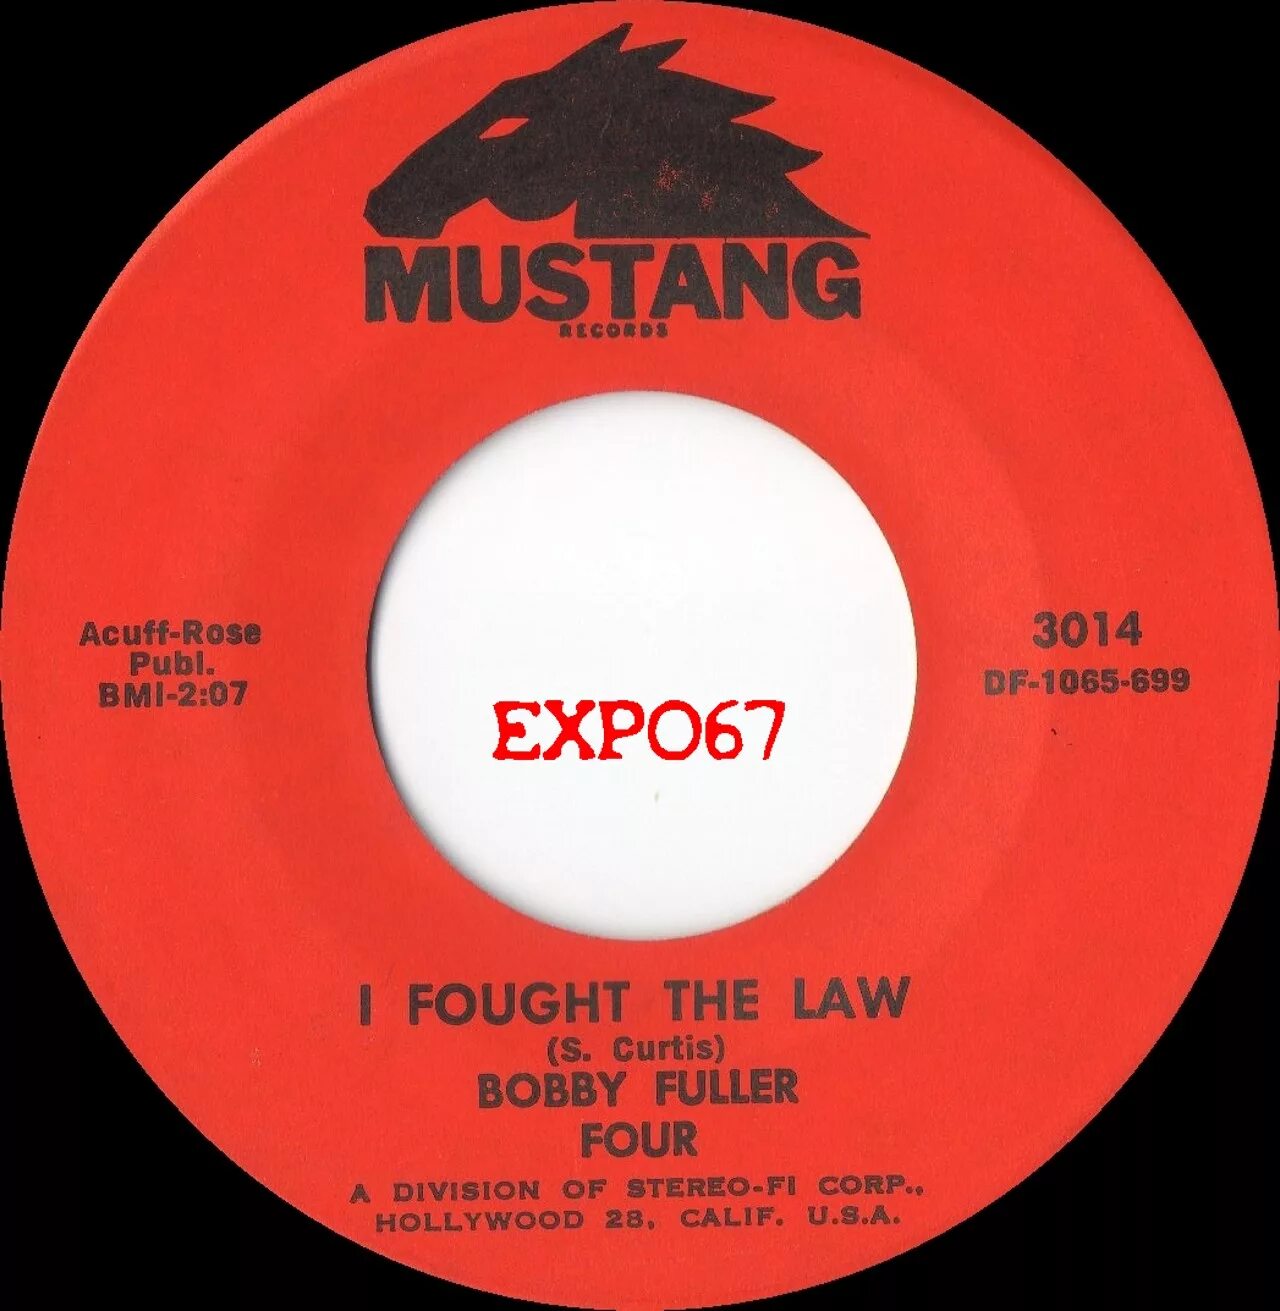 MUSTANG
RECORDS
Acuff-Rose
Publ.
BMI-2:07
3014
DF-1065-699
EXPO67
I FOUGHT THE LAW
(S. Curtis)
BOBBY FULLER
FOUR
A DIVISION OF STEREO-FI CORP.,
HOLLYWOOD 28, CALIF. U.S.A.